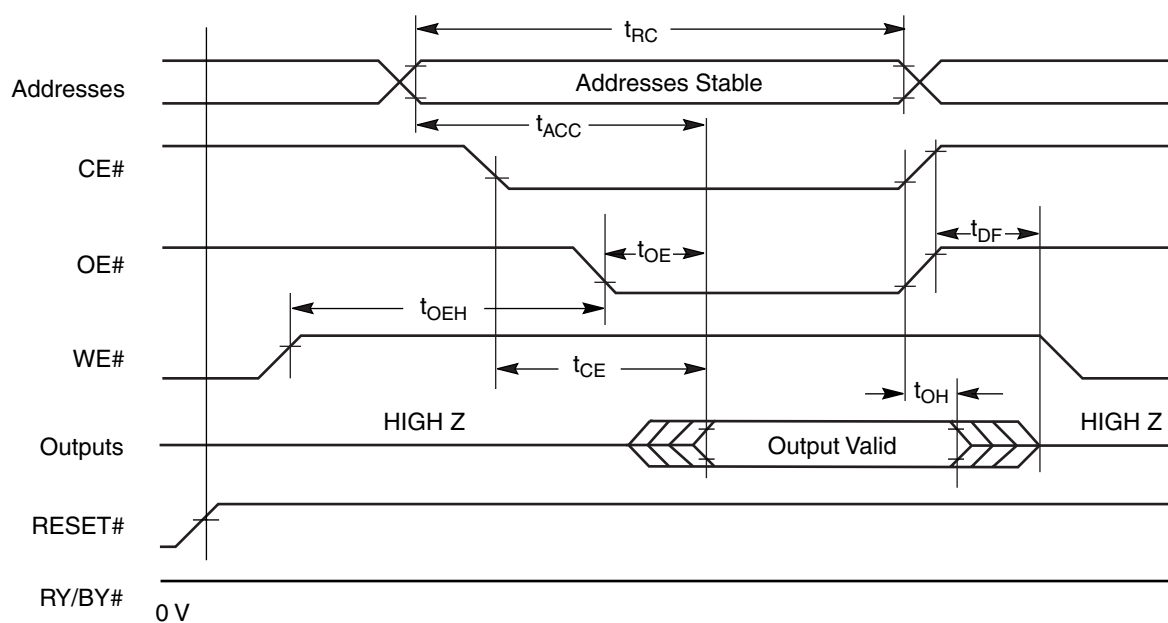 tRC
Addresses
Addresses Stable
tACC
CE#
tDF
OE#
tOE
tOEH
WE#
tCE
tOH
HIGH Z
HIGH Z
Outputs
Output Valid
RESET#
RY/BY#
0 V